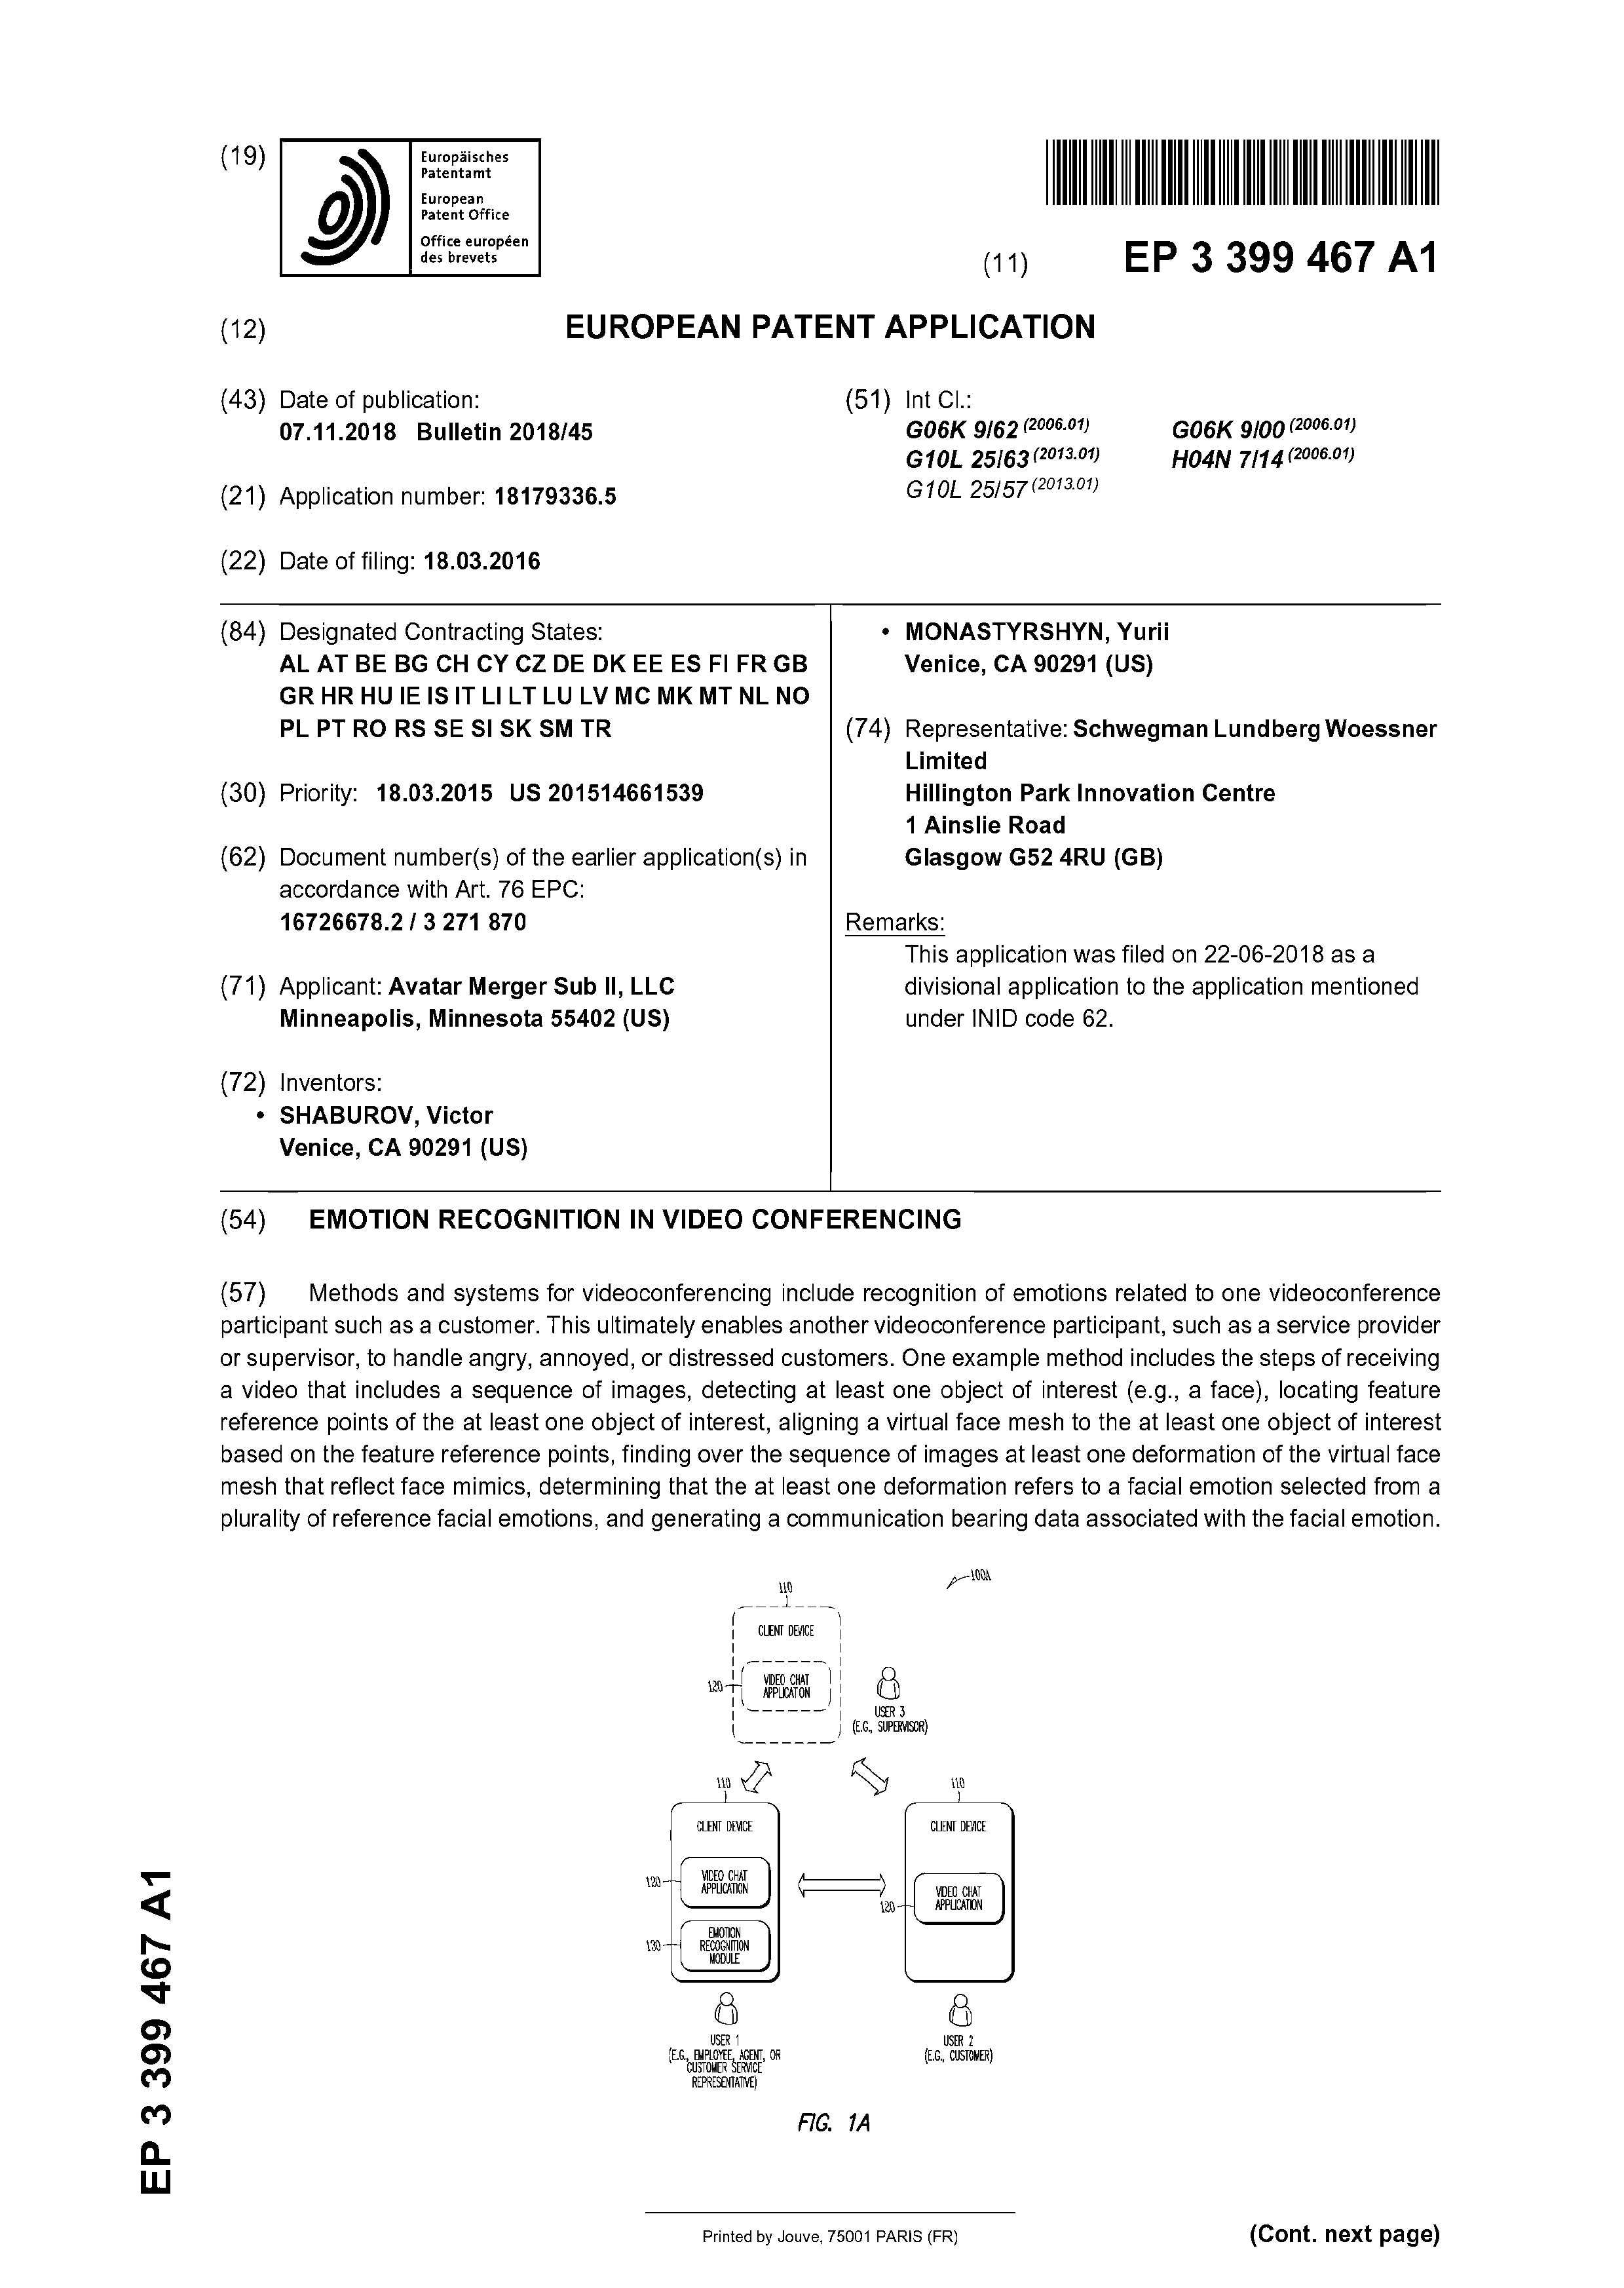 (19)
Europäisches
Patentamt
European
Patent Office
Office européen
des brevets
(11) EP 3 399 467 A1
(12) EUROPEAN PATENT APPLICATION
(43) Date of publication:
07.11.2018 Bulletin 2018/45
(21) Application number: 18179336.5
(22) Date of filing: 18.03.2016
(51) Int Cl.:
G06K 9/62 (2006.01) G06K 9/00 (2006.01)
G10L 25/63 (2013.01) H04N 7/14 (2006.01)
G10L 25/57 (2013.01)
(84) Designated Contracting States:
AL AT BE BG CH CY CZ DE DK EE ES FI FR GB
GR HR HU IE IS IT LI LT LU LV MC MK MT NL NO
PL PT RO RS SE SI SK SM TR
(30) Priority: 18.03.2015 US 201514661539
(62) Document number(s) of the earlier application(s) in
accordance with Art. 76 EPC:
16726678.2 / 3 271 870
(71) Applicant: Avatar Merger Sub II, LLC
Minneapolis, Minnesota 55402 (US)
(72) Inventors:
• SHABUROV, Victor
Venice, CA 90291 (US)
• MONASTYRSHYN, Yurii
Venice, CA 90291 (US)
(74) Representative: Schwegman Lundberg Woessner
Limited
Hillington Park Innovation Centre
1 Ainslie Road
Glasgow G52 4RU (GB)
Remarks:
This application was filed on 22-06-2018 as a
divisional application to the application mentioned
under INID code 62.
(54) EMOTION RECOGNITION IN VIDEO CONFERENCING
(57) Methods and systems for videoconferencing include recognition of emotions related to one videoconference
participant such as a customer. This ultimately enables another videoconference participant, such as a service provider
or supervisor, to handle angry, annoyed, or distressed customers. One example method includes the steps of receiving
a video that includes a sequence of images, detecting at least one object of interest (e.g., a face), locating feature
reference points of the at least one object of interest, aligning a virtual face mesh to the at least one object of interest
based on the feature reference points, finding over the sequence of images at least one deformation of the virtual face
mesh that reflect face mimics, determining that the at least one deformation refers to a facial emotion selected from a
plurality of reference facial emotions, and generating a communication bearing data associated with the facial emotion.
100A
110
CLIENT DEVICE
120
VIDEO CHAT
APPLICATON
USER 3
(E.G., SUPERVISOR)
110
CLIENT DEVICE
120
VIDEO CHAT
APPLICATION
130
EMOTION
RECOGNITION
MODULE
USER 1
(E.G., EMPLOYEE, AGENT, OR
CUSTOMER SERVICE
REPRESENTATIVE)
110
CLIENT DEVICE
120
VIDEO CHAT
APPLICATION
USER 2
(E.G., CUSTOMER)
FIG. 1A
EP 3 399 467 A1
Printed by Jouve, 75001 PARIS (FR)
(Cont. next page)